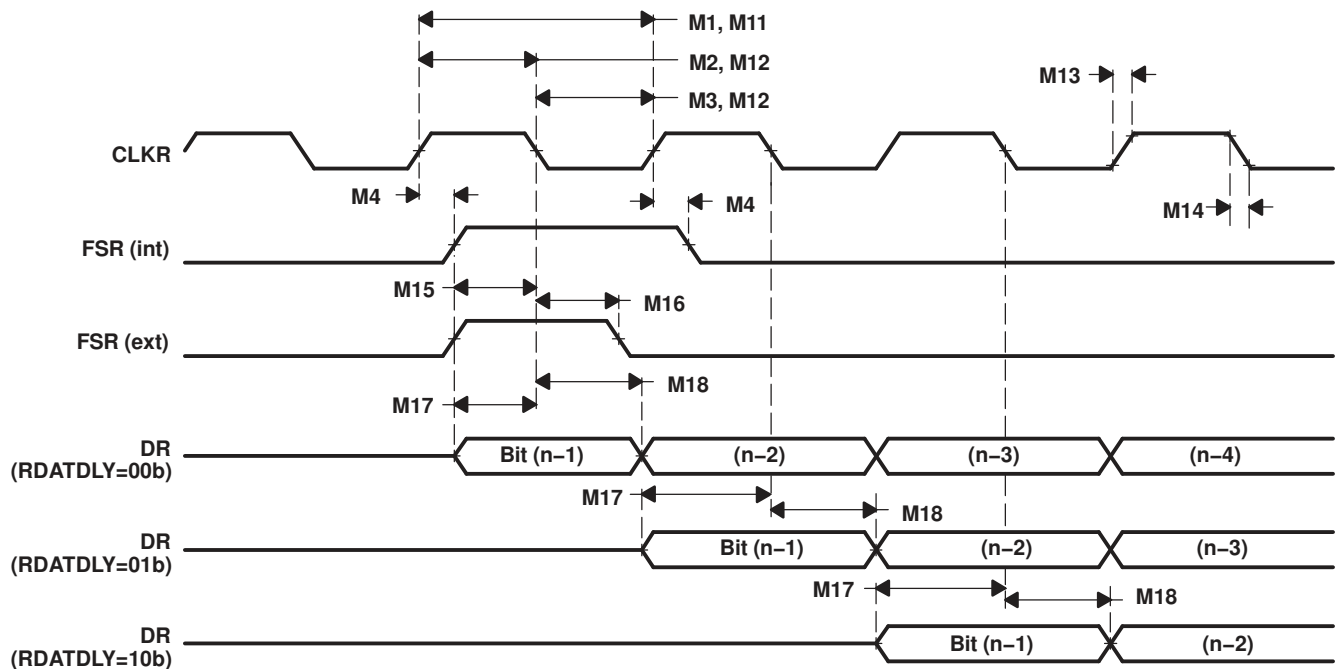 M1, M11
M2, M12
M13
M3, M12
CLKR
M4
M4
M14
FSR (int)
M15
M16
FSR (ext)
M18
M17
DR
(RDATDLY=00b)
Bit (n−1)
(n−2)
(n−3)
(n−4)
M17
M18
DR
(RDATDLY=01b)
Bit (n−1)
(n−2)
(n−3)
M17
M18
DR
(RDATDLY=10b)
Bit (n−1)
(n−2)